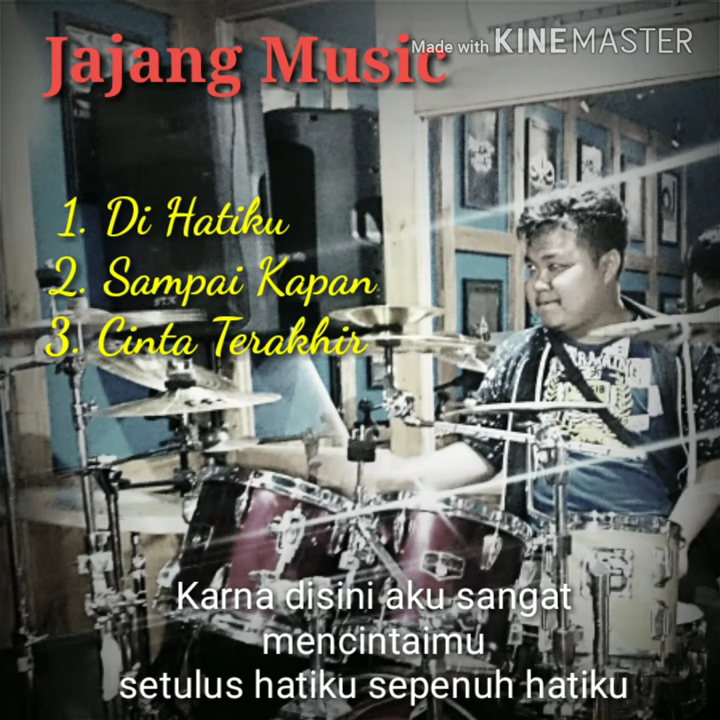 Jajang Music
Made with KINEMASTER
1. Di Hatiku
2. Sampai Kapan
3. Cinta Terakhir
Karna disini aku sangat
mencintaimu
setulus hatiku sepenuh hatiku